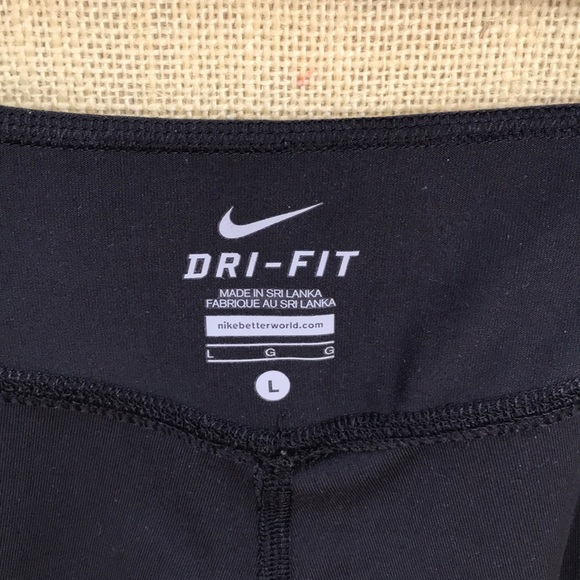 DRI-FIT
MADE IN SRI LANKA
FABRIQUE AU SRI LANKA
nikebetterworld.com
L G G
L